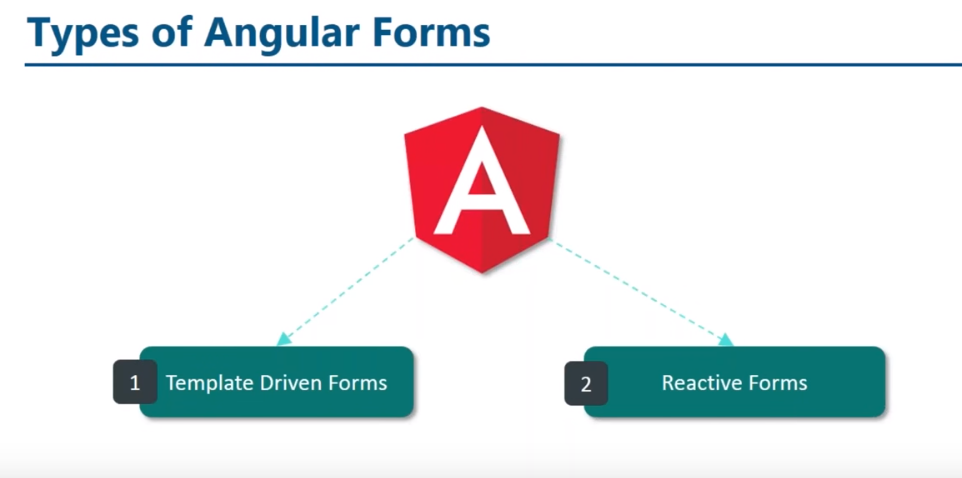 Types of Angular Forms
A
1 Template Driven Forms
2 Reactive Forms